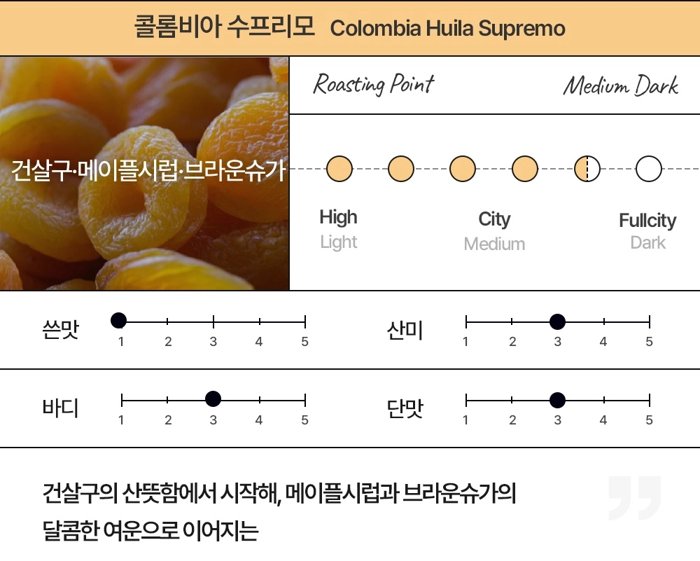 콜롬비아 수프리모 Colombia Huila Supremo
Roasting Point Medium Dark
건살구·메이플시럽·브라운슈가
High City Fullcity
Light Medium Dark
쓴맛 1 2 3 4 5 산미 1 2 3 4 5
바디 1 2 3 4 5 단맛 1 2 3 4 5
건살구의 산뜻함에서 시작해, 메이플시럽과 브라운슈가의
달콤한 여운으로 이어지는